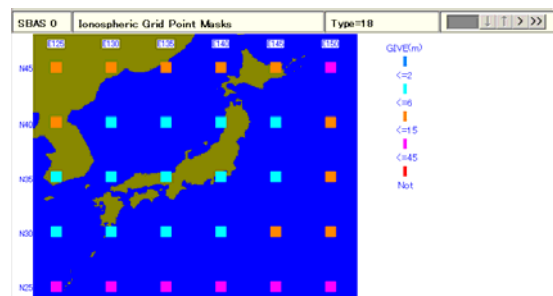 SBAS 0 Ionospheric Grid Point Masks Type=18
E125 E130 E135 E140 E145 E150
GIVE(m)
<=2
<=6
<=15
<=45
Not
N45
N40
N35
N30
N25